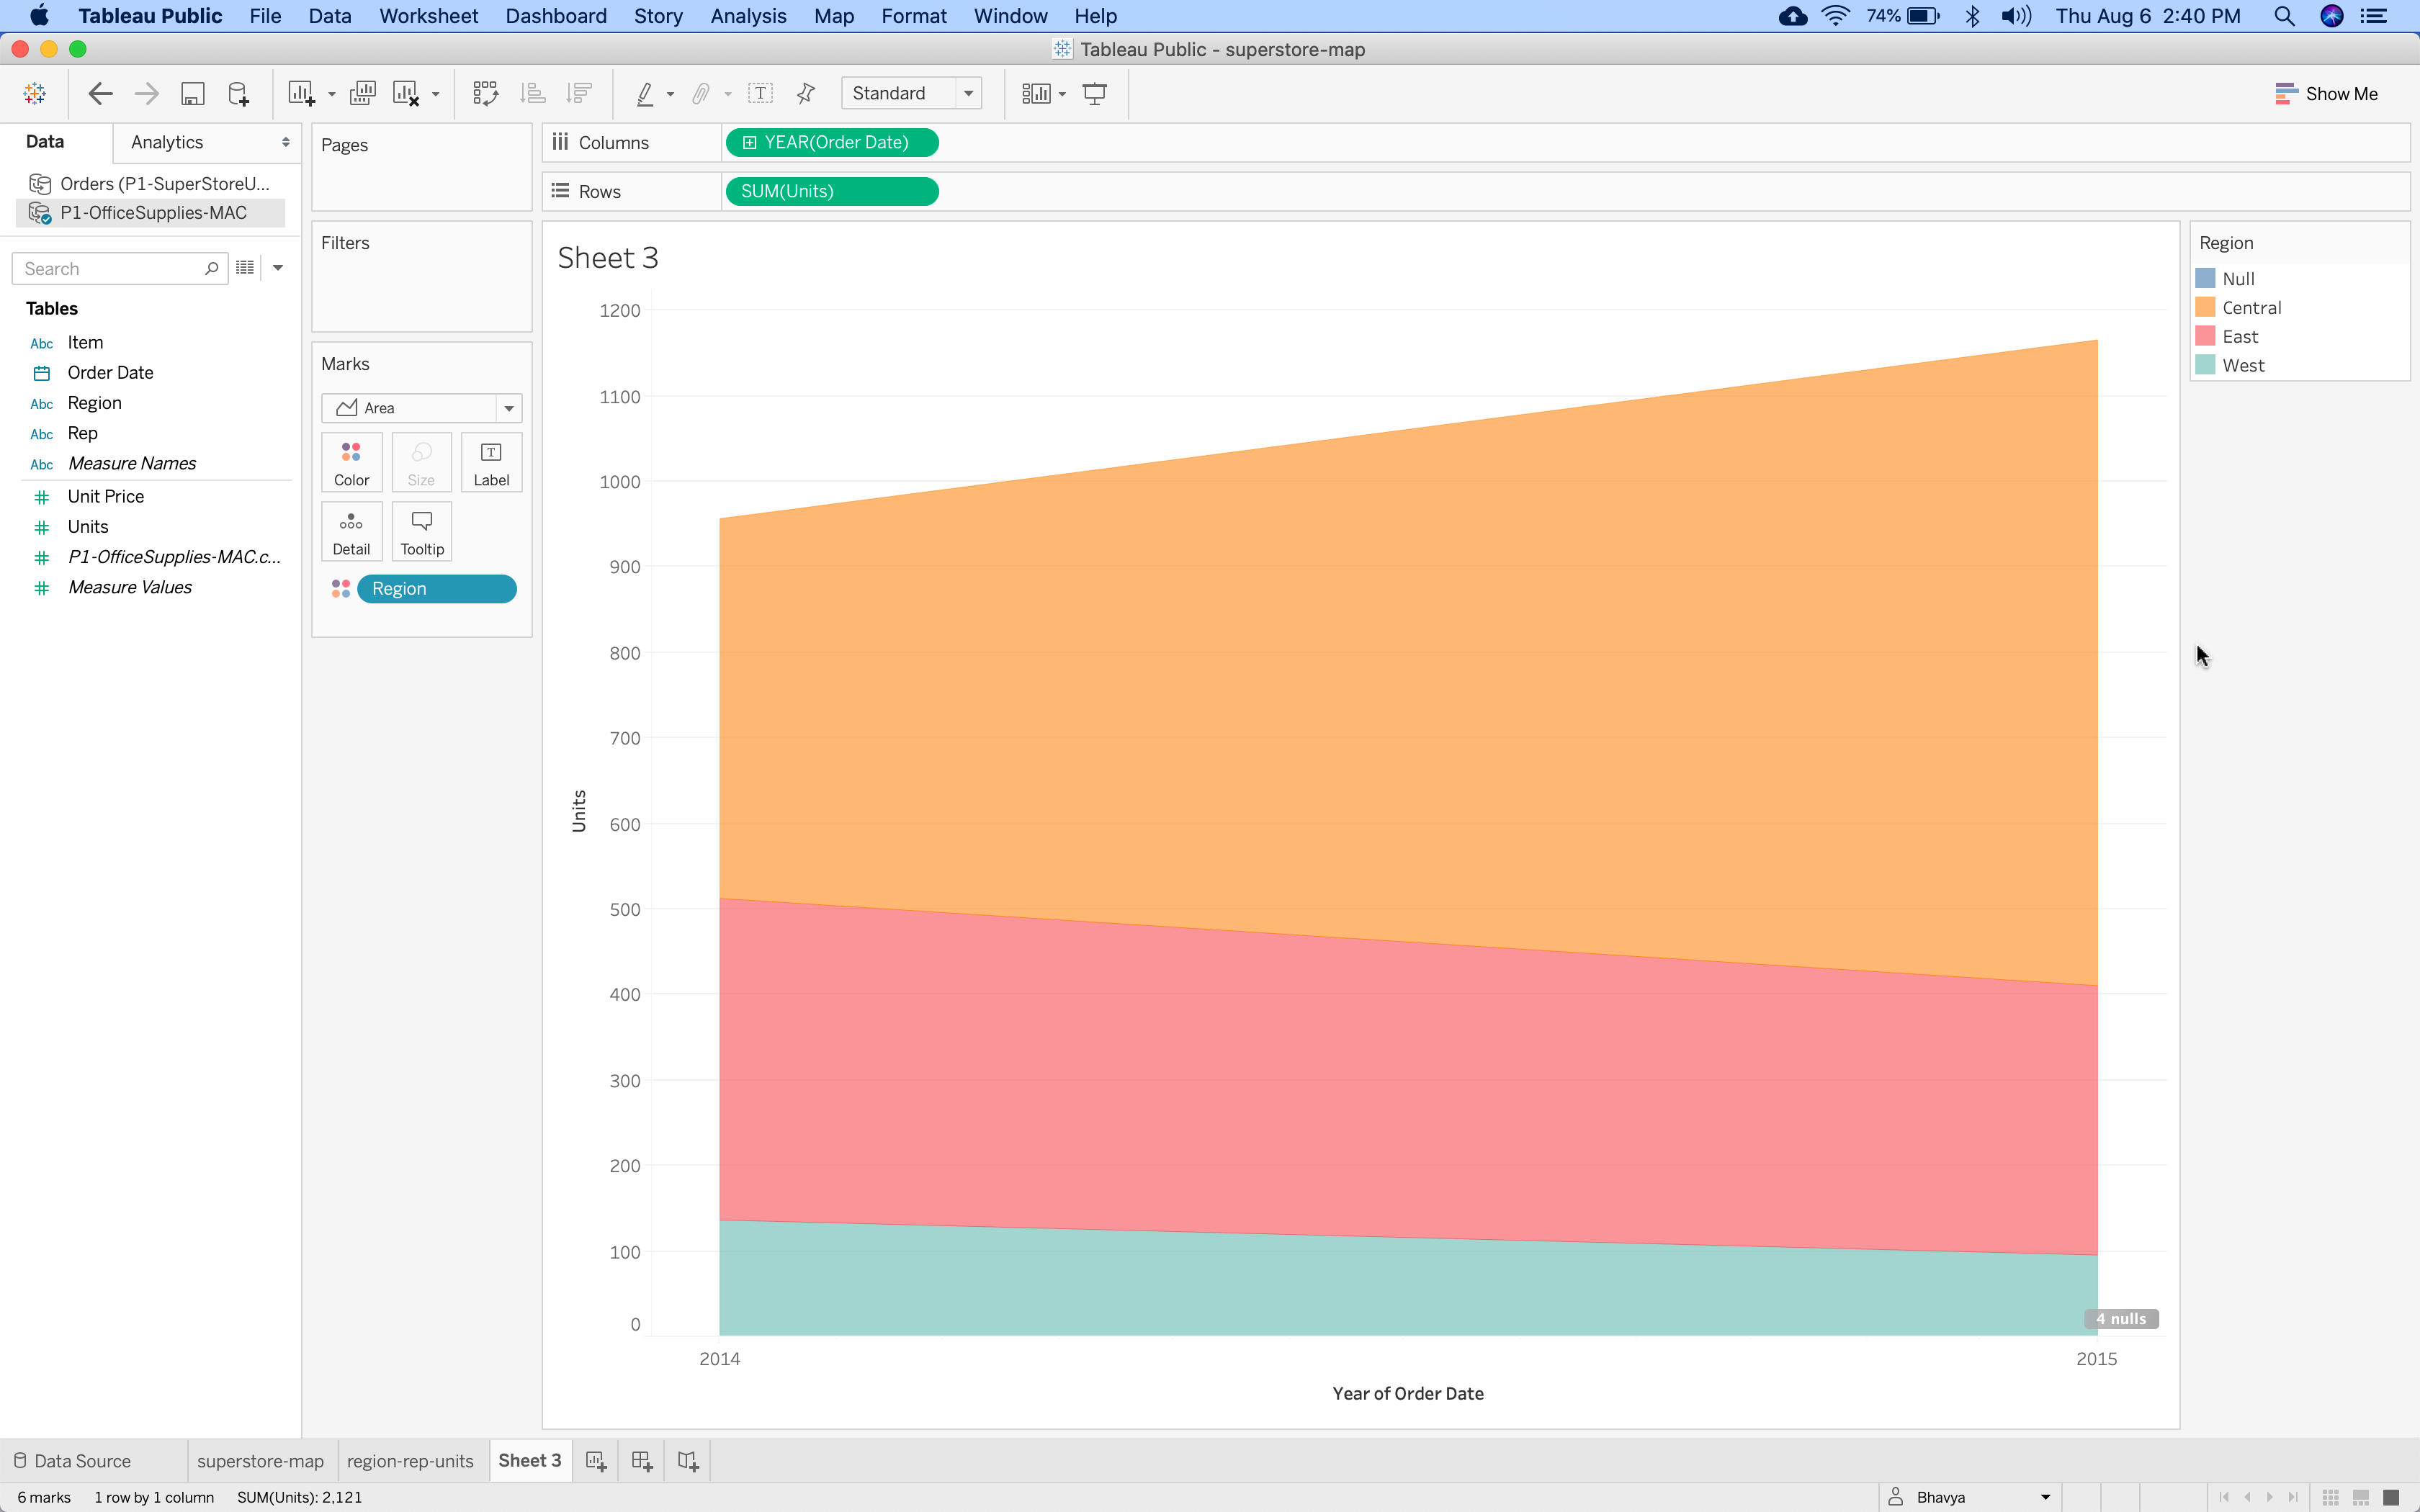 Tableau Public File Data Worksheet Dashboard Story Analysis Map Format Window Help 74% Thu Aug 6 2:40 PM
Tableau Public - superstore-map
Standard Show Me
Data Analytics
Orders (P1-SuperStoreU...
P1-OfficeSupplies-MAC
Search
Tables
Abc Item
Order Date
Abc Region
Abc Rep
Abc Measure Names
# Unit Price
# Units
# P1-OfficeSupplies-MAC.c...
# Measure Values
Pages
Filters
Marks
Area
Color Size T Label
Detail Tooltip
Region
Columns YEAR(Order Date)
Rows SUM(Units)
Sheet 3
1200
1100
1000
900
800
700
600
500
400
300
200
100
0
Units
4 nulls
2014 2015
Year of Order Date
Region
Null
Central
East
West
Data Source superstore-map region-rep-units Sheet 3
6 marks 1 row by 1 column SUM(Units): 2,121 Bhavya